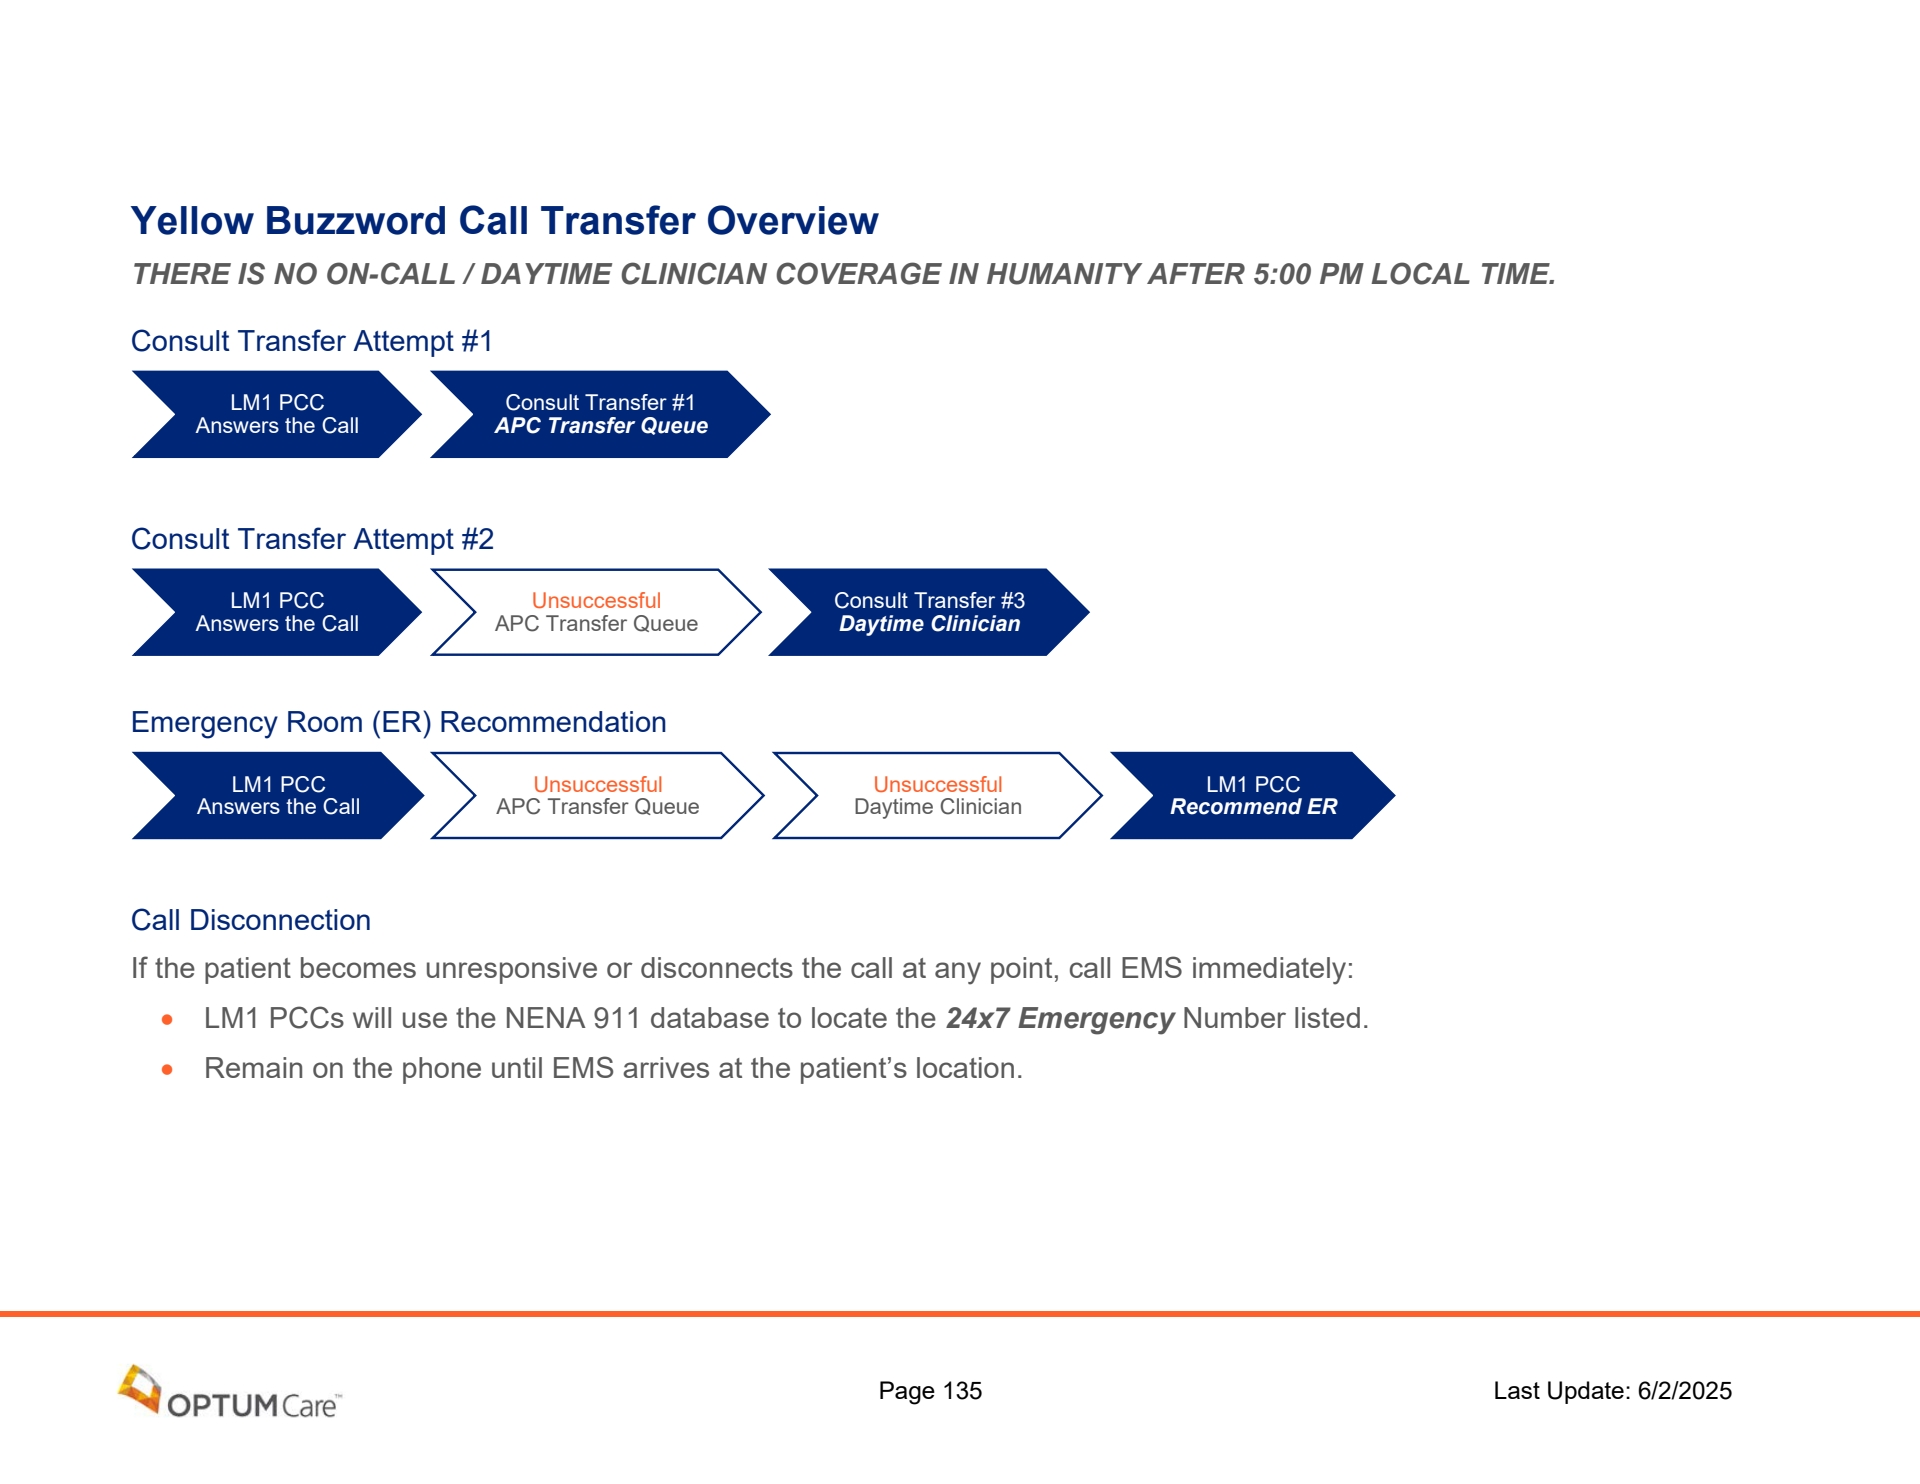 Yellow Buzzword Call Transfer Overview
THERE IS NO ON-CALL / DAYTIME CLINICIAN COVERAGE IN HUMANITY AFTER 5:00 PM LOCAL TIME.
Consult Transfer Attempt #1
LM1 PCC
Answers the Call
Consult Transfer #1
APC Transfer Queue
Consult Transfer Attempt #2
LM1 PCC
Answers the Call
Unsuccessful
APC Transfer Queue
Consult Transfer #3
Daytime Clinician
Emergency Room (ER) Recommendation
LM1 PCC
Answers the Call
Unsuccessful
APC Transfer Queue
Unsuccessful
Daytime Clinician
LM1 PCC
Recommend ER
Call Disconnection
If the patient becomes unresponsive or disconnects the call at any point, call EMS immediately:
• LM1 PCCs will use the NENA 911 database to locate the 24x7 Emergency Number listed.
• Remain on the phone until EMS arrives at the patient’s location.
OPTUM Care™
Page 135
Last Update: 6/2/2025